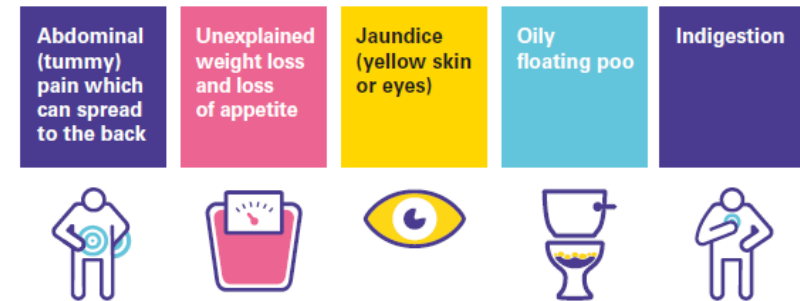 Abdominal
(tummy)
pain which
can spread
to the back
Unexplained
weight loss
and loss
of appetite
Jaundice
(yellow skin
or eyes)
Oily
floating poo
Indigestion